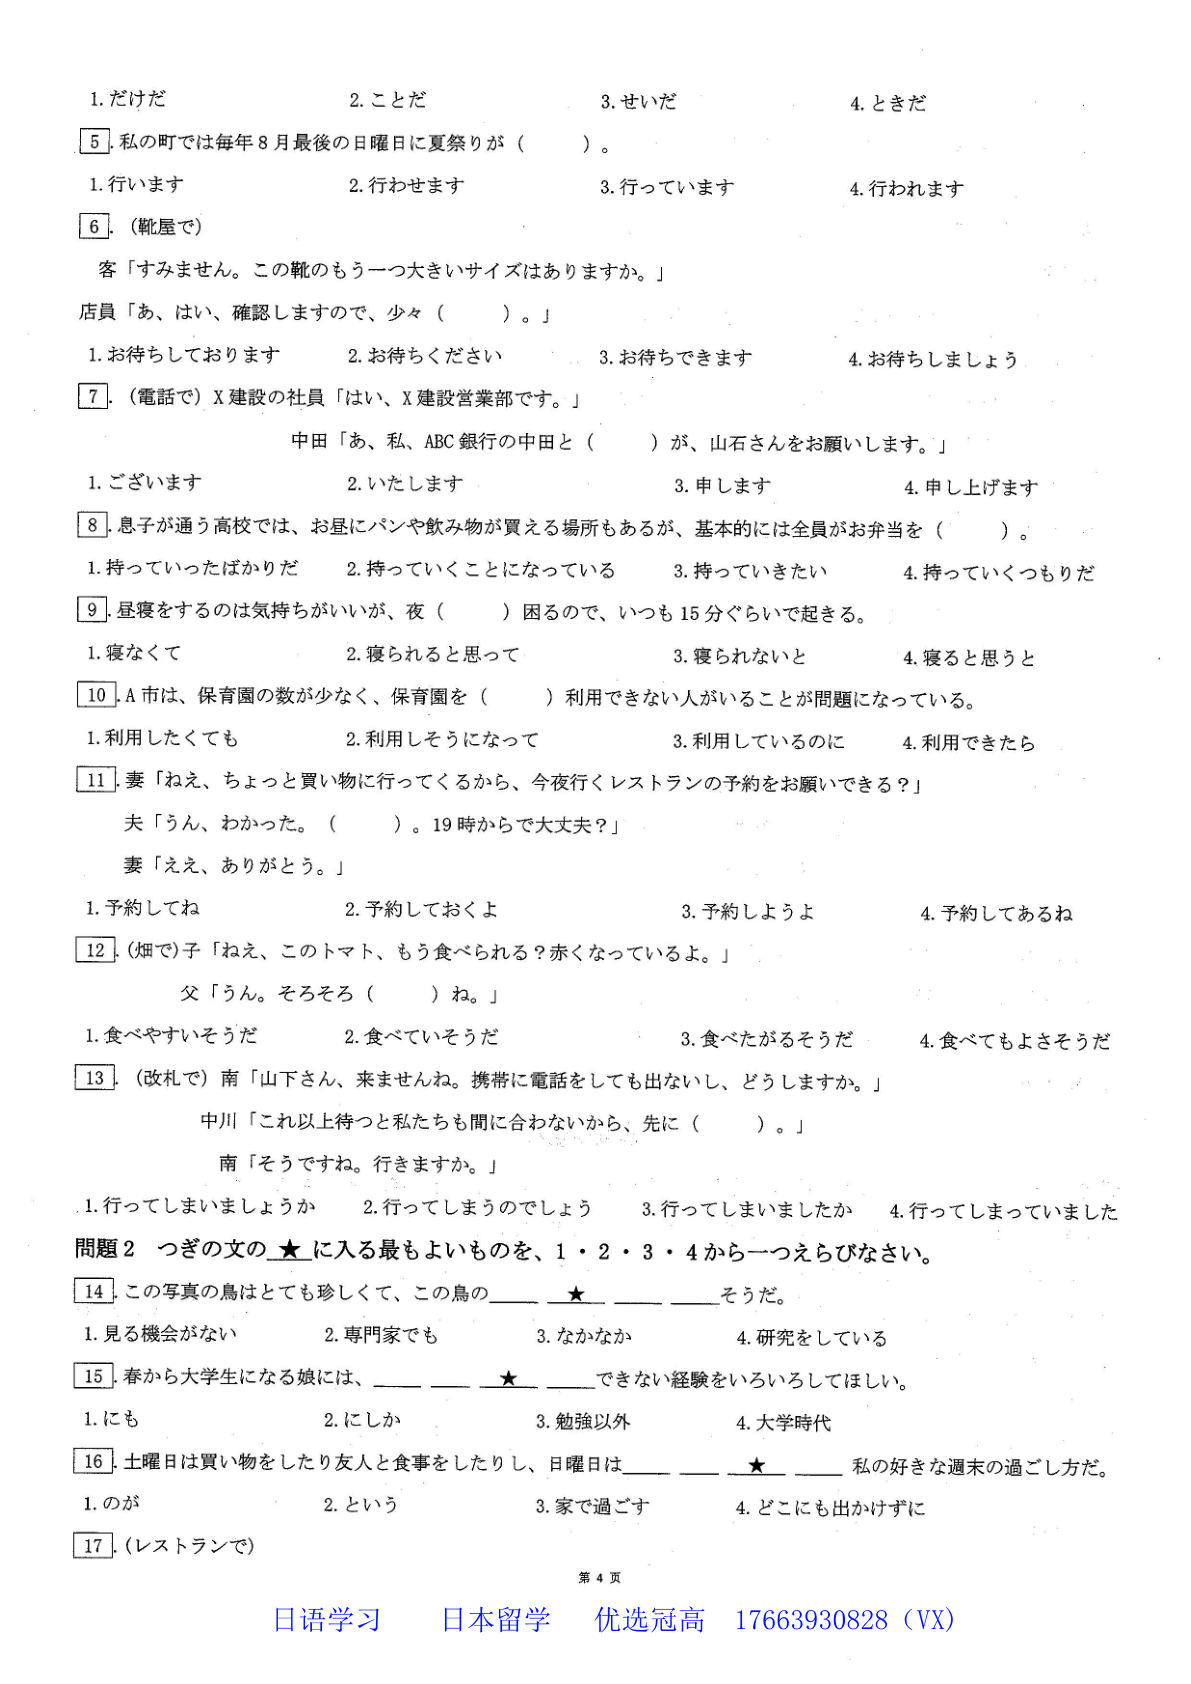 1.だけだ 2.ことだ 3.せいだ 4.ときだ
5.私の町では毎年8月最後の日曜日に夏祭りが（　　）。
1.行います 2.行わせます 3.行っています 4.行われます
6.（靴屋で）
客「すみません。この靴のもう一つ大きいサイズはありますか。」
店員「あ、はい、確認しますので、少々（　　）。」
1.お待ちしております 2.お待ちください 3.お待ちできます 4.お待ちしましょう
7.（電話で）X建設の社員「はい、X建設営業部です。」
中田「あ、私、ABC銀行の中田と（　　）が、山石さんをお願いします。」
1.ございます 2.いたします 3.申します 4.申し上げます
8.息子が通う高校では、お昼にパンや飲み物が買える場所もあるが、基本的には全員がお弁当を（　　）。
1.持っていったばかりだ 2.持っていくことになっている 3.持っていきたい 4.持っていくつもりだ
9.昼寝をするのは気持ちがいいが、夜（　　）困るので、いつも15分ぐらいで起きる。
1.寝なくて 2.寝られると思って 3.寝られないと 4.寝ると思うと
10.A市は、保育園の数が少なく、保育園を（　　）利用できない人がいることが問題になっている。
1.利用したくても 2.利用しそうになって 3.利用しているのに 4.利用できたら
11.妻「ねえ、ちょっと買い物に行ってくるから、今夜行くレストランの予約をお願いできる？」
夫「うん、わかった。（　　）。19時からで大丈夫？」
妻「ええ、ありがとう。」
1.予約してね 2.予約しておくよ 3.予約しようよ 4.予約してあるね
12.(畑で)子「ねえ、このトマト、もう食べられる？赤くなっているよ。」
父「うん。そろそろ（　　）ね。」
1.食べやすいそうだ 2.食べていそうだ 3.食べたがるそうだ 4.食べてもよさそうだ
13.（改札で）南「山下さん、来ませんね。携帯に電話をしても出ないし、どうしますか。」
中川「これ以上待つと私たちも間に合わないから、先に（　　）。」
南「そうですね。行きますか。」
1.行ってしまいましょうか 2.行ってしまうのでしょう 3.行ってしまいましたか 4.行ってしまっていました
問題2　つぎの文の＿★＿に入る最もよいものを、1・2・3・4から一つえらびなさい。
14.この写真の鳥はとても珍しくて、この鳥の____ __★__ ____ ____そうだ。
1.見る機会がない 2.専門家でも 3.なかなか 4.研究をしている
15.春から大学生になる娘には、____ ____ __★__ ____できない経験をいろいろしてほしい。
1.にも 2.にしか 3.勉強以外 4.大学時代
16.土曜日は買い物をしたり友人と食事をしたりし、日曜日は____ ____ __★__ ____ 私の好きな週末の過ごし方だ。
1.のが 2.という 3.家で過ごす 4.どこにも出かけずに
17.(レストランで)
第 4 页
日语学习 日本留学 优选冠高 17663930828（VX)